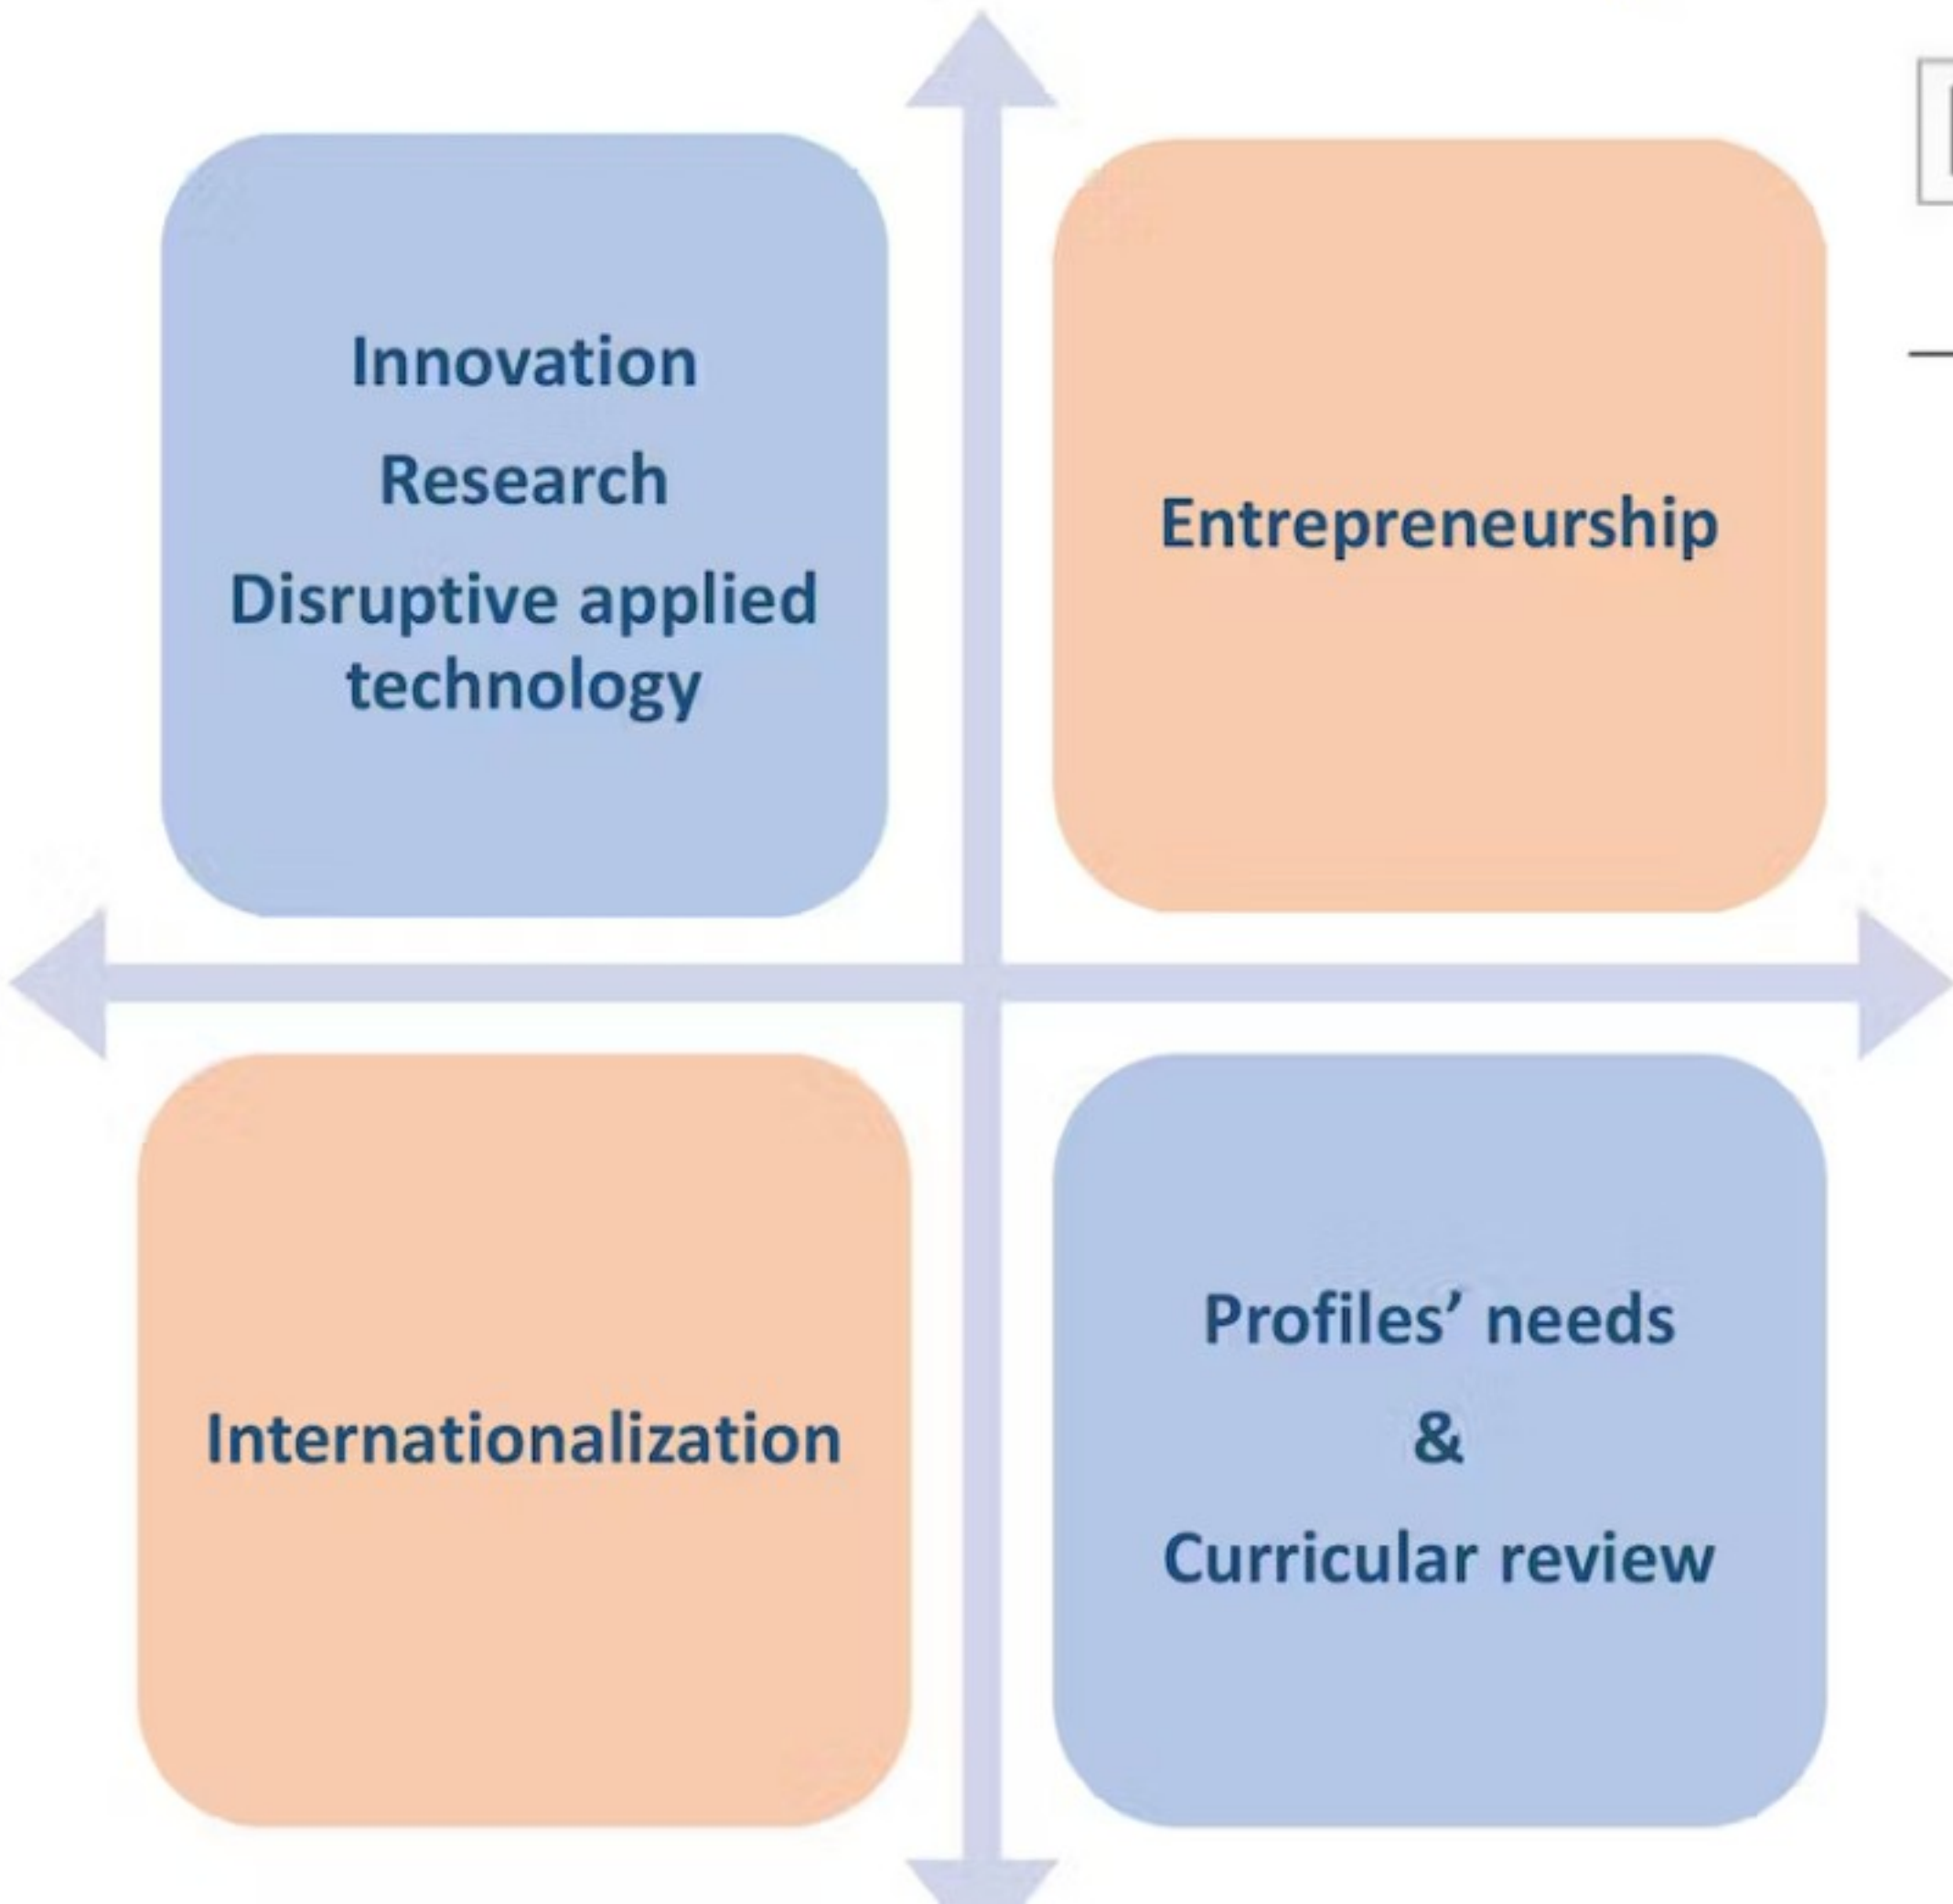 Innovation
Research
Disruptive applied
technology
Entrepreneurship
Internationalization
Profiles’ needs
&
Curricular review